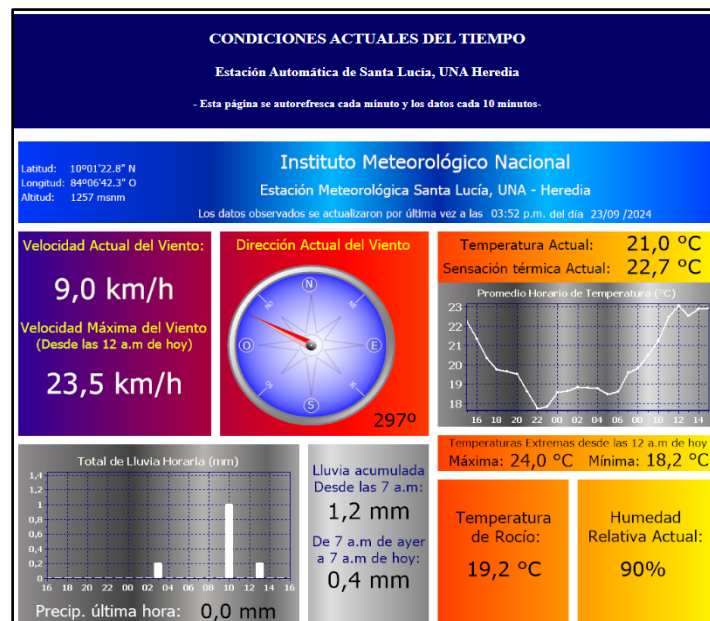 CONDICIONES ACTUALES DEL TIEMPO
Estación Automática de Santa Lucía, UNA Heredia
- Esta página se autorefresca cada minuto y los datos cada 10 minutos-
Latitud: 10º01'22.8" N
Longitud: 84º06'42.3" O
Altitud: 1257 msnm
Instituto Meteorológico Nacional
Estación Meteorológica Santa Lucía, UNA - Heredia
Los datos observados se actualizaron por última vez a las 03:52 p.m. del día 23/09 /2024
Velocidad Actual del Viento:
9,0 km/h
Velocidad Máxima del Viento
(Desde las 12 a.m de hoy)
23,5 km/h
Dirección Actual del Viento
N
E
S
O
297º
Temperatura Actual: 21,0 ºC
Sensación térmica Actual: 22,7 ºC
Promedio Horario de Temperatura (ºC)
23
22
21
20
19
18
16 18 20 22 00 02 04 06 08 10 12 14
Temperaturas Extremas desde las 12 a.m de hoy
Máxima: 24,0 ºC Mínima: 18,2 ºC
Total de Lluvia Horaria (mm)
1,4
1,2
1
0,8
0,6
0,4
0,2
0
16 18 20 22 00 02 04 06 08 10 12 14 16
Precip. última hora: 0,0 mm
Lluvia acumulada
Desde las 7 a.m:
1,2 mm
De 7 a.m de ayer
a 7 a.m de hoy:
0,4 mm
Temperatura
de Rocío:
19,2 ºC
Humedad
Relativa Actual:
90%